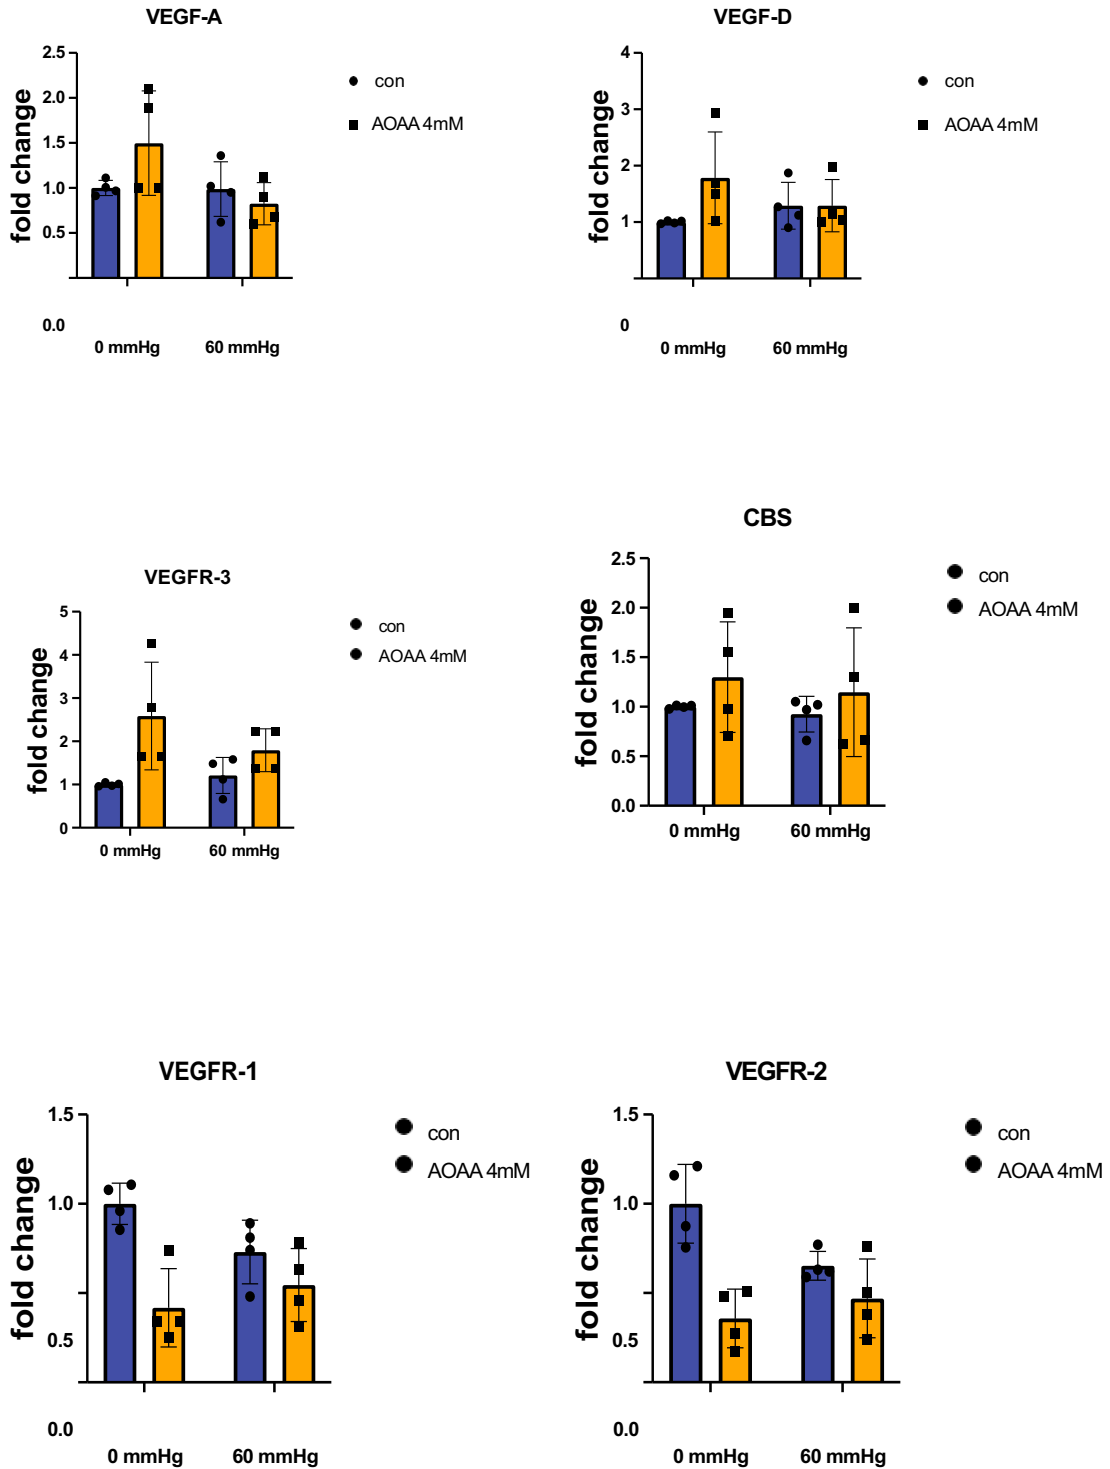 VEGF-A
fold change
2.5
2.0
1.5
1.0
0.5
0.0
0 mmHg 60 mmHg
con
AOAA 4mM
VEGF-D
fold change
4
3
2
1
0
0 mmHg 60 mmHg
con
AOAA 4mM
VEGFR-3
fold change
5
4
3
2
1
0
0 mmHg 60 mmHg
con
AOAA 4mM
CBS
fold change
2.5
2.0
1.5
1.0
0.5
0.0
0 mmHg 60 mmHg
con
AOAA 4mM
VEGFR-1
fold change
1.5
1.0
0.5
0.0
0 mmHg 60 mmHg
con
AOAA 4mM
VEGFR-2
fold change
1.5
1.0
0.5
0.0
0 mmHg 60 mmHg
con
AOAA 4mM